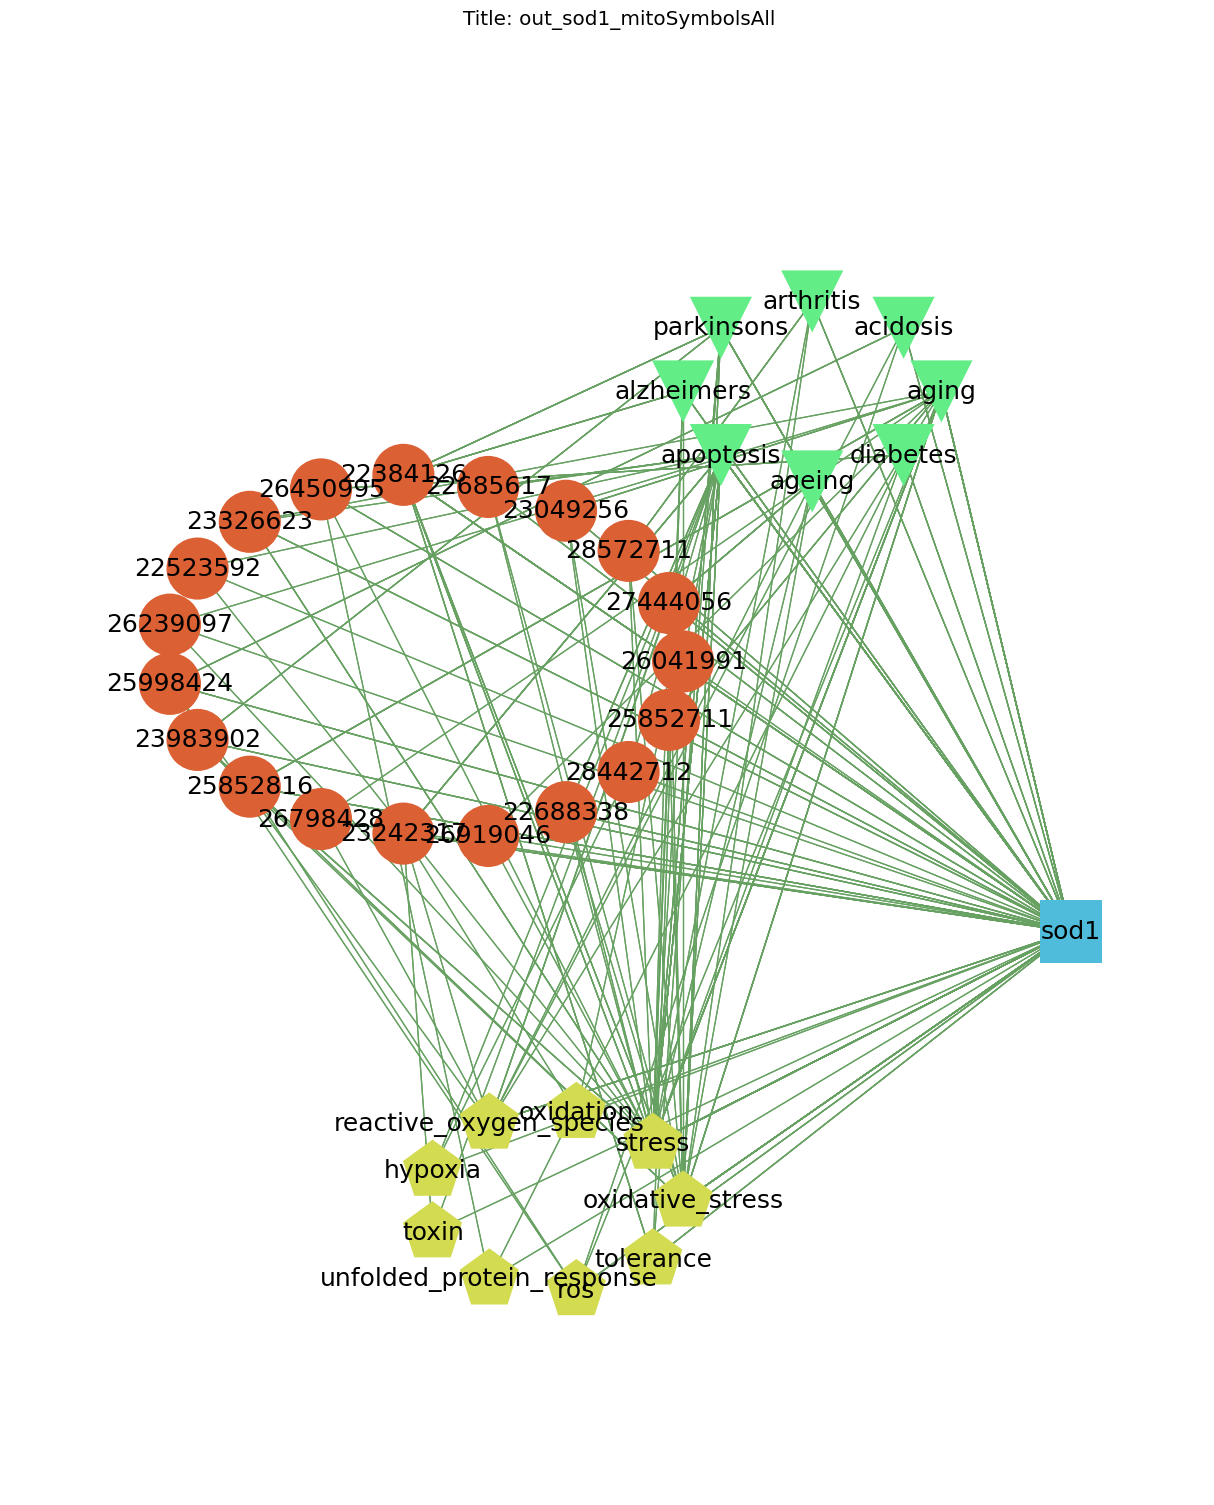 Title: out_sod1_mitoSymbolsAll
arthritis
parkinsons
acidosis
alzheimers
aging
apoptosis
diabetes
ageing
22384126
26450995
22685617
23049256
23326623
28572711
22523592
27444056
26239097
26041991
25998424
25852711
23983902
28442712
25852816
22688338
26798428
23242317
26919046
sod1
oxidation
reactive_oxygen_species
stress
hypoxia
oxidative_stress
toxin
tolerance
unfolded_protein_response
ros